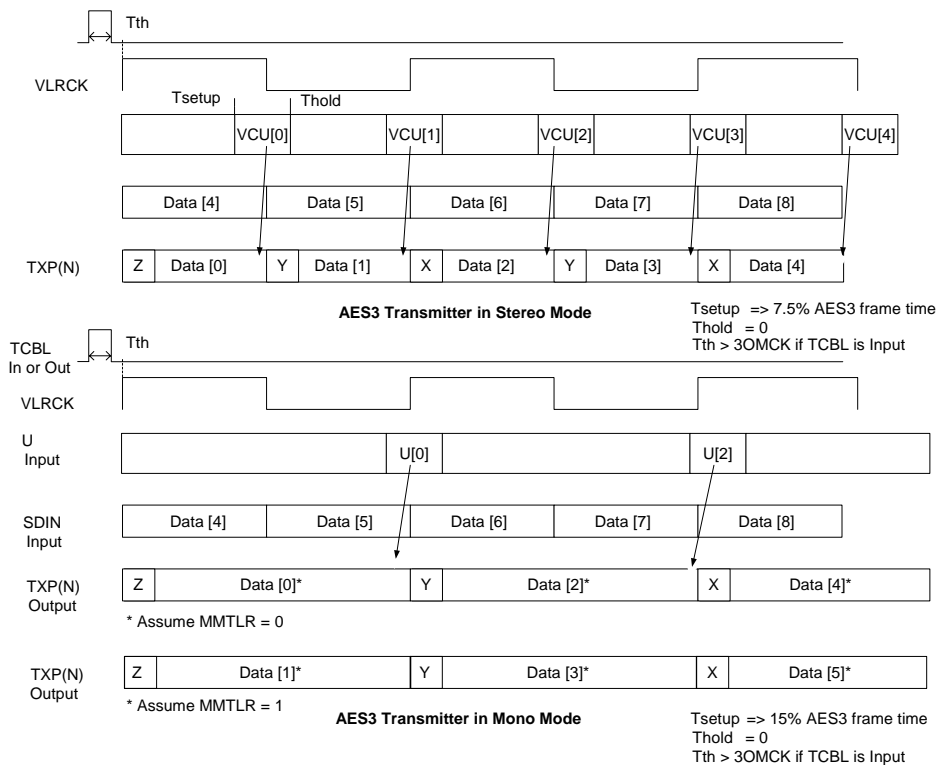 Tth
VLRCK
Tsetup Thold
VCU[0] VCU[1] VCU[2] VCU[3] VCU[4]
Data [4] Data [5] Data [6] Data [7] Data [8]
TXP(N) Z Data [0] Y Data [1] X Data [2] Y Data [3] X Data [4]
AES3 Transmitter in Stereo Mode
Tsetup => 7.5% AES3 frame time
Thold = 0
Tth > 3OMCK if TCBL is Input
TCBL
In or Out
Tth
VLRCK
U
Input
U[0] U[2]
SDIN
Input
Data [4] Data [5] Data [6] Data [7] Data [8]
TXP(N)
Output
Z Data [0]* Y Data [2]* X Data [4]*
* Assume MMTLR = 0
TXP(N)
Output
Z Data [1]* Y Data [3]* X Data [5]*
* Assume MMTLR = 1
AES3 Transmitter in Mono Mode
Tsetup => 15% AES3 frame time
Thold = 0
Tth > 3OMCK if TCBL is Input